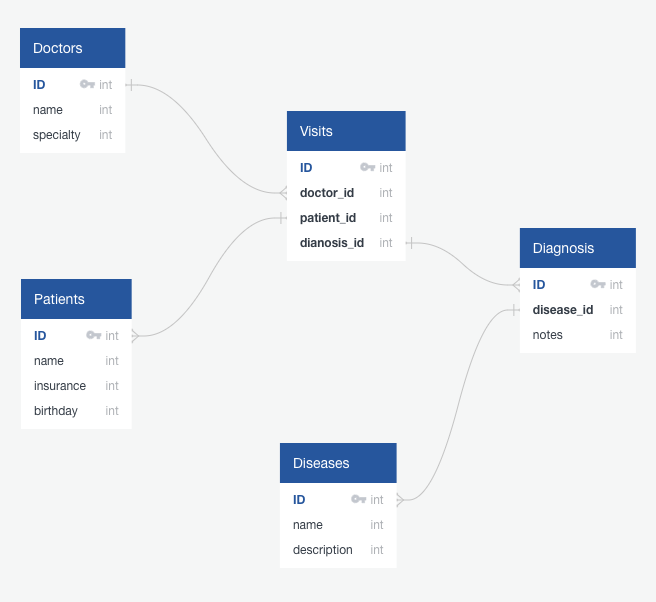 Doctors
ID int
name int
specialty int
Visits
ID int
doctor_id int
patient_id int
dianosis_id int
Diagnosis
ID int
disease_id int
notes int
Patients
ID int
name int
insurance int
birthday int
Diseases
ID int
name int
description int